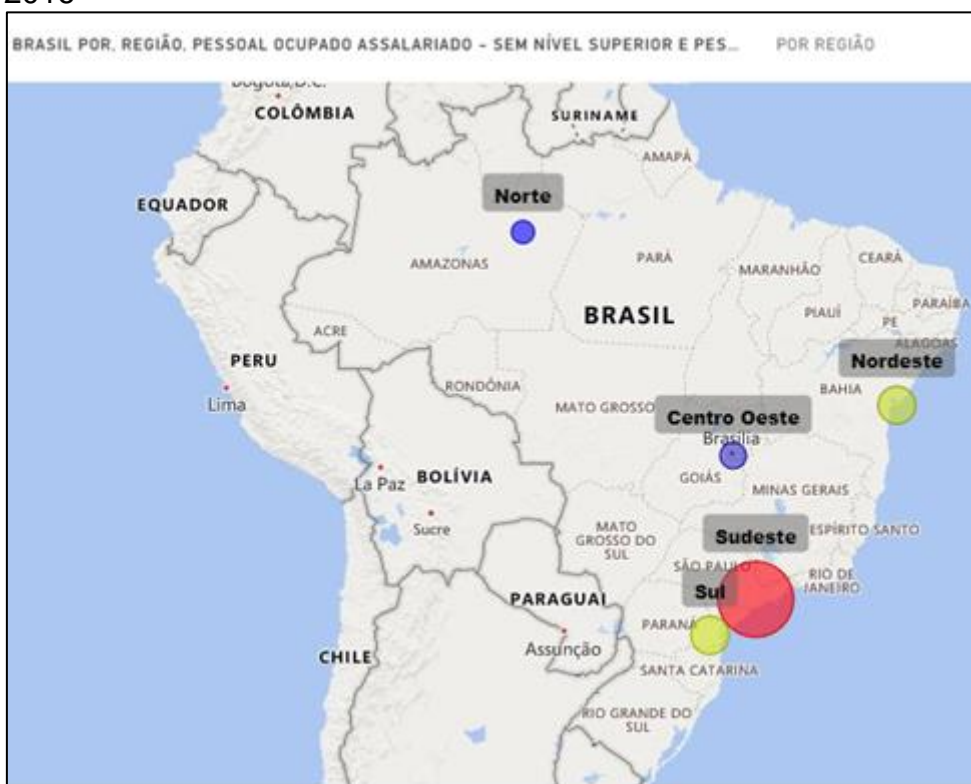 BRASIL POR, REGIÃO, PESSOAL OCUPADO ASSALARIADO – SEM NÍVEL SUPERIOR E PES... POR REGIÃO
COLÔMBIA
SURINAME
AMAPÁ
Norte
EQUADOR
AMAZONAS
PARÁ
MARANHÃO
CEARÁ
BRASIL
PIAUÍ
PARAÍBA
PE
ACRE
ALAGOAS
PERU
Nordeste
Lima
RONDÔNIA
BAHIA
MATO GROSSO
Centro Oeste
Brasília
BOLÍVIA
GOIÁS
La Paz
MINAS GERAIS
Sucre
MATO
GROSSO DO
SUL
Sudeste
ESPÍRITO SANTO
SÃO PAULO
RIO DE
JANEIRO
Sul
PARAGUAI
PARANÁ
Assunção
CHILE
SANTA CATARINA
RIO GRANDE DO
SUL